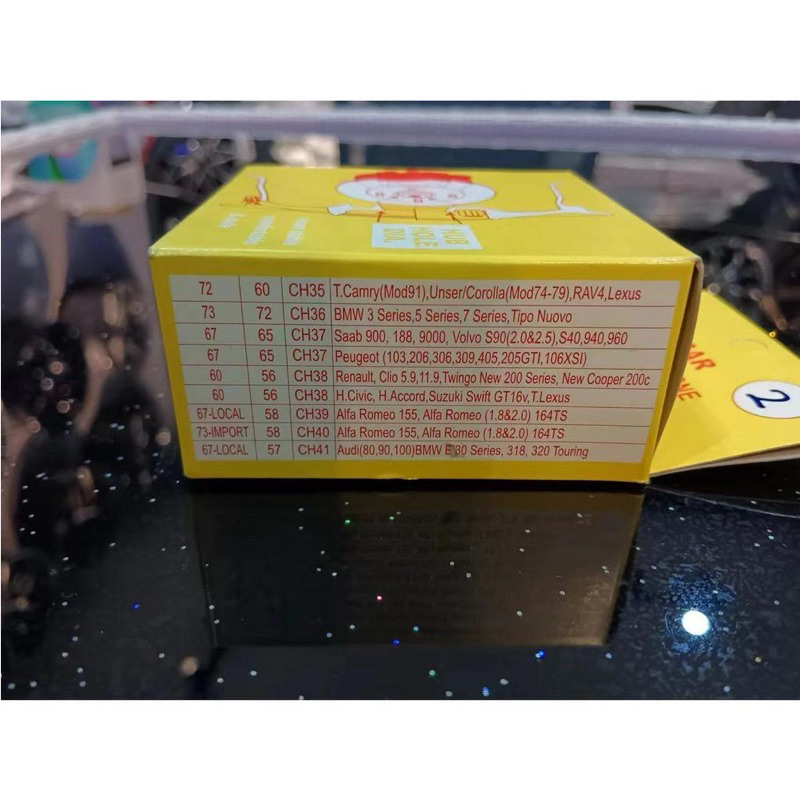 HUB
HOLE
DIA.
72 60 CH35 T.Camry(Mod91),Unser/Corolla(Mod74-79),RAV4,Lexus
73 72 CH36 BMW 3 Series,5 Series,7 Series,Tipo Nuovo
67 65 CH37 Saab 900, 188, 9000, Volvo S90(2.0&2.5),S40,940,960
67 65 CH37 Peugeot (103,206,306,309,405,205GTI,106XSI)
60 56 CH38 Renault, Clio 5.9,11.9,Twingo New 200 Series, New Cooper 200c
60 56 CH38 H.Civic, H.Accord,Suzuki Swift GT16v,T.Lexus
67-LOCAL 58 CH39 Alfa Romeo 155, Alfa Romeo (1.8&2.0) 164TS
73-IMPORT 58 CH40 Alfa Romeo 155, Alfa Romeo (1.8&2.0) 164TS
67-LOCAL 57 CH41 Audi(80,90,100)BMW E30 Series, 318, 320 Touring
2